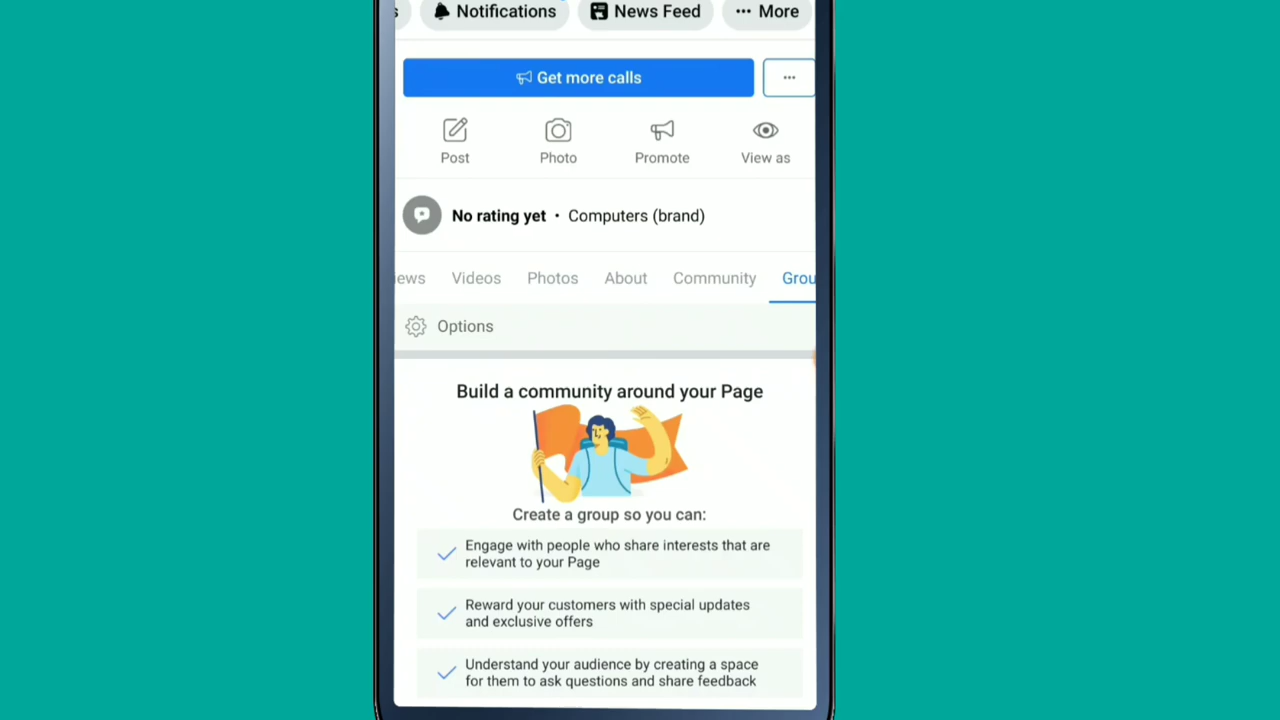 s Notifications News Feed ··· More
Get more calls ···
Post Photo Promote View as
No rating yet · Computers (brand)
iews Videos Photos About Community Grou
Options
Build a community around your Page
Create a group so you can:
Engage with people who share interests that are
relevant to your Page
Reward your customers with special updates
and exclusive offers
Understand your audience by creating a space
for them to ask questions and share feedback